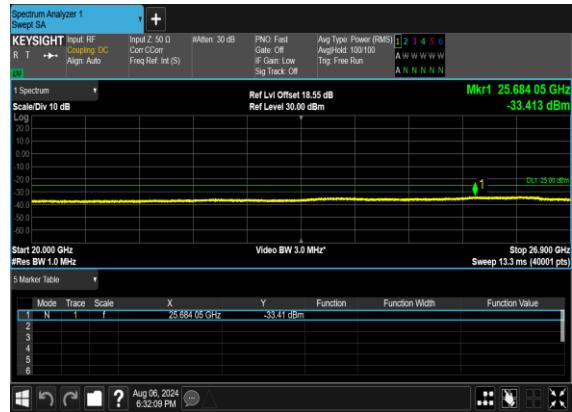 Spectrum Analyzer 1
Swept SA
KEYSIGHT Input: RF Input Z: 50 Ω #Atten: 30 dB PNO: Fast Avg Type: Power (RMS) 1 2 3 4 5 6
R T Coupling: DC Corr CCorr Gate: Off Avg|Hold: 100/100 A W W W W W
Align: Auto Freq Ref: Int (S) IF Gain: Low Trig: Free Run
Sig Track: Off A N N N N N
1 Spectrum Ref Lvl Offset 18.55 dB Mkr1 25.684 05 GHz
Scale/Div 10 dB Ref Level 30.00 dBm -33.413 dBm
Log
20.0
10.0
0.00
-10.0
-20.0 1 DL1 -25.00 dBm
-30.0
-40.0
-50.0
-60.0
Start 20.000 GHz Video BW 3.0 MHz* Stop 26.900 GHz
#Res BW 1.0 MHz Sweep 13.3 ms (40001 pts)
5 Marker Table
Mode Trace Scale X Y Function Function Width Function Value
1 N 1 f 25.684 05 GHz -33.41 dBm
2
3
4
5
6
? Aug 06, 2024
6:32:09 PM